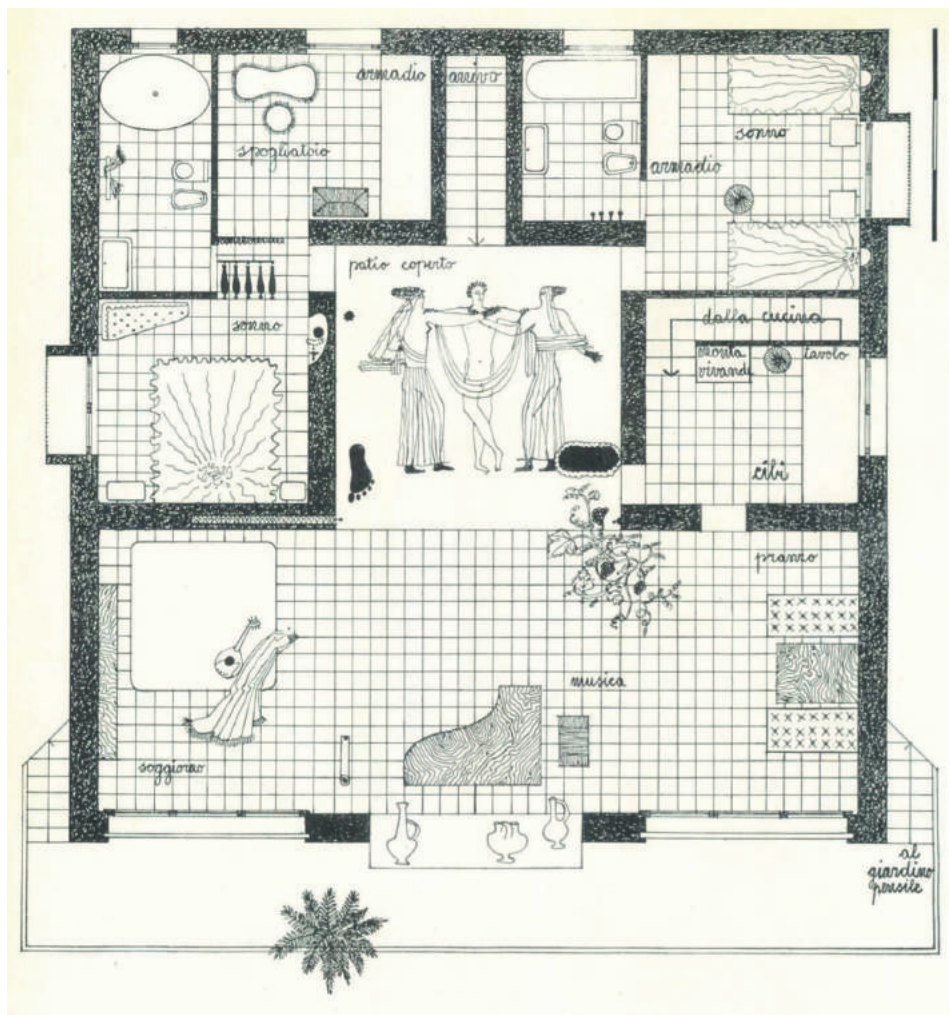 armadio
arrivo
spogliatoio
sonno
armadio
patio coperto
sonno
dalla cucina
monta
vivande
tavolo
cibi
pranzo
musica
soggiorno
al
giardino
pensile